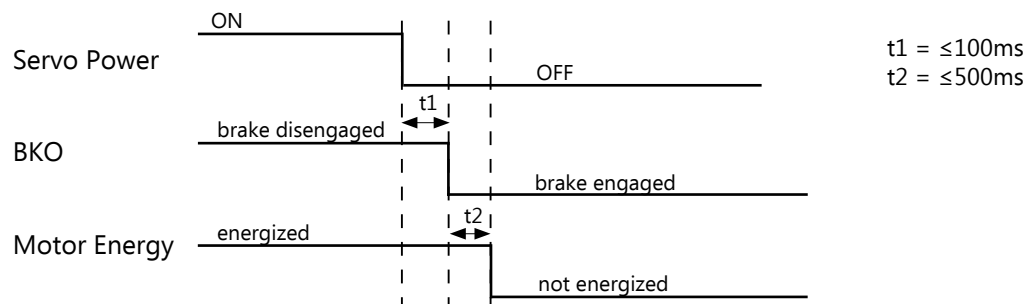 ON
Servo Power
OFF
t1 = ≤100ms
t2 = ≤500ms
t1
brake disengaged
BKO
brake engaged
t2
Motor Energy
energized
not energized